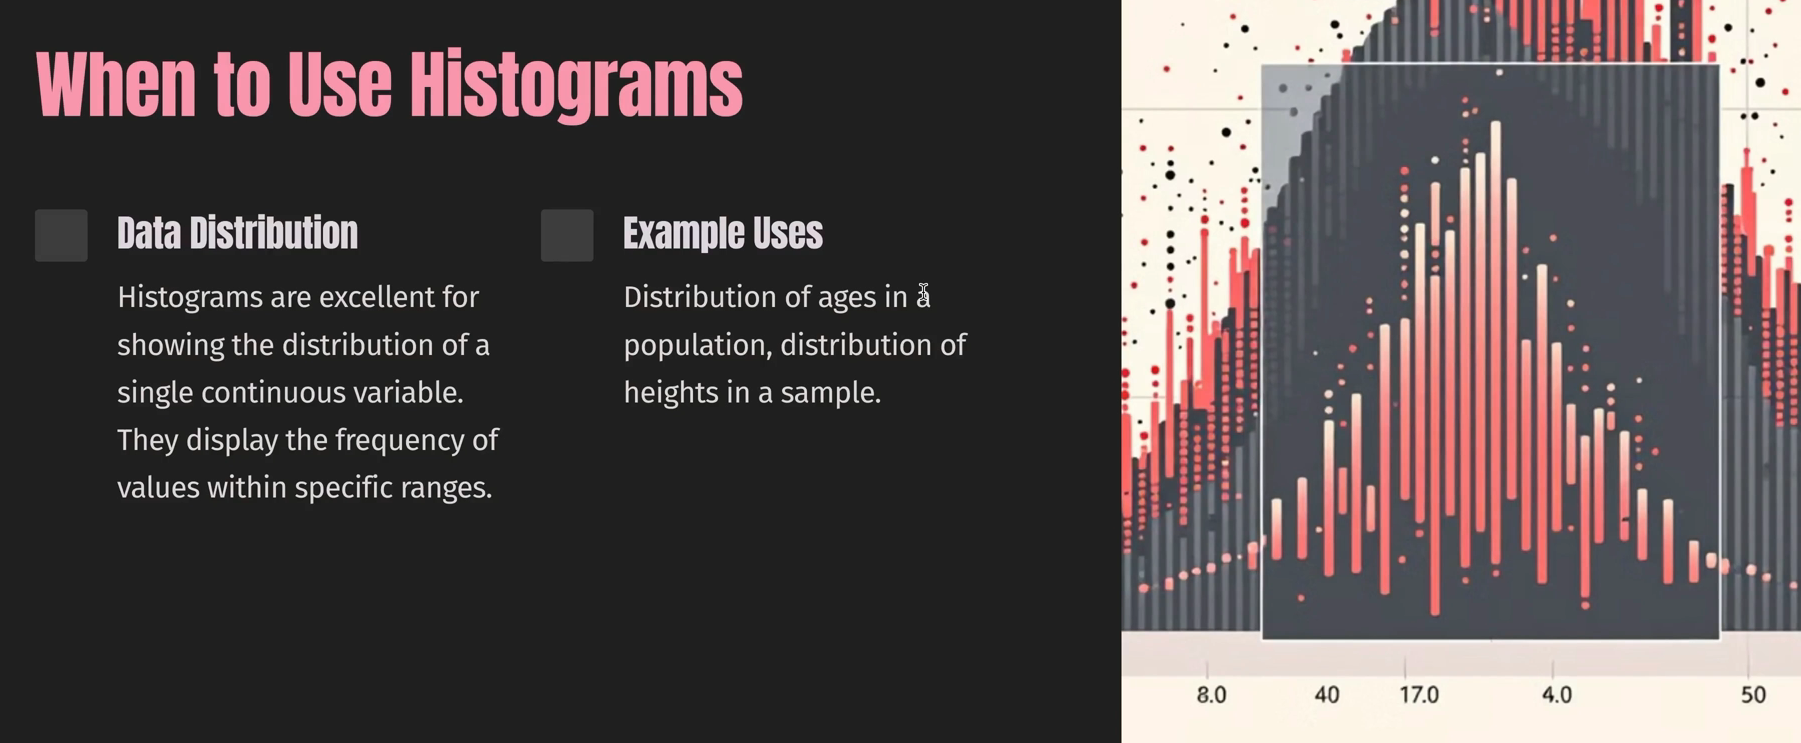 When to Use Histograms
Data Distribution
Histograms are excellent for
showing the distribution of a
single continuous variable.
They display the frequency of
values within specific ranges.
Example Uses
Distribution of ages in a
population, distribution of
heights in a sample.
8.0 40 17.0 4.0 50